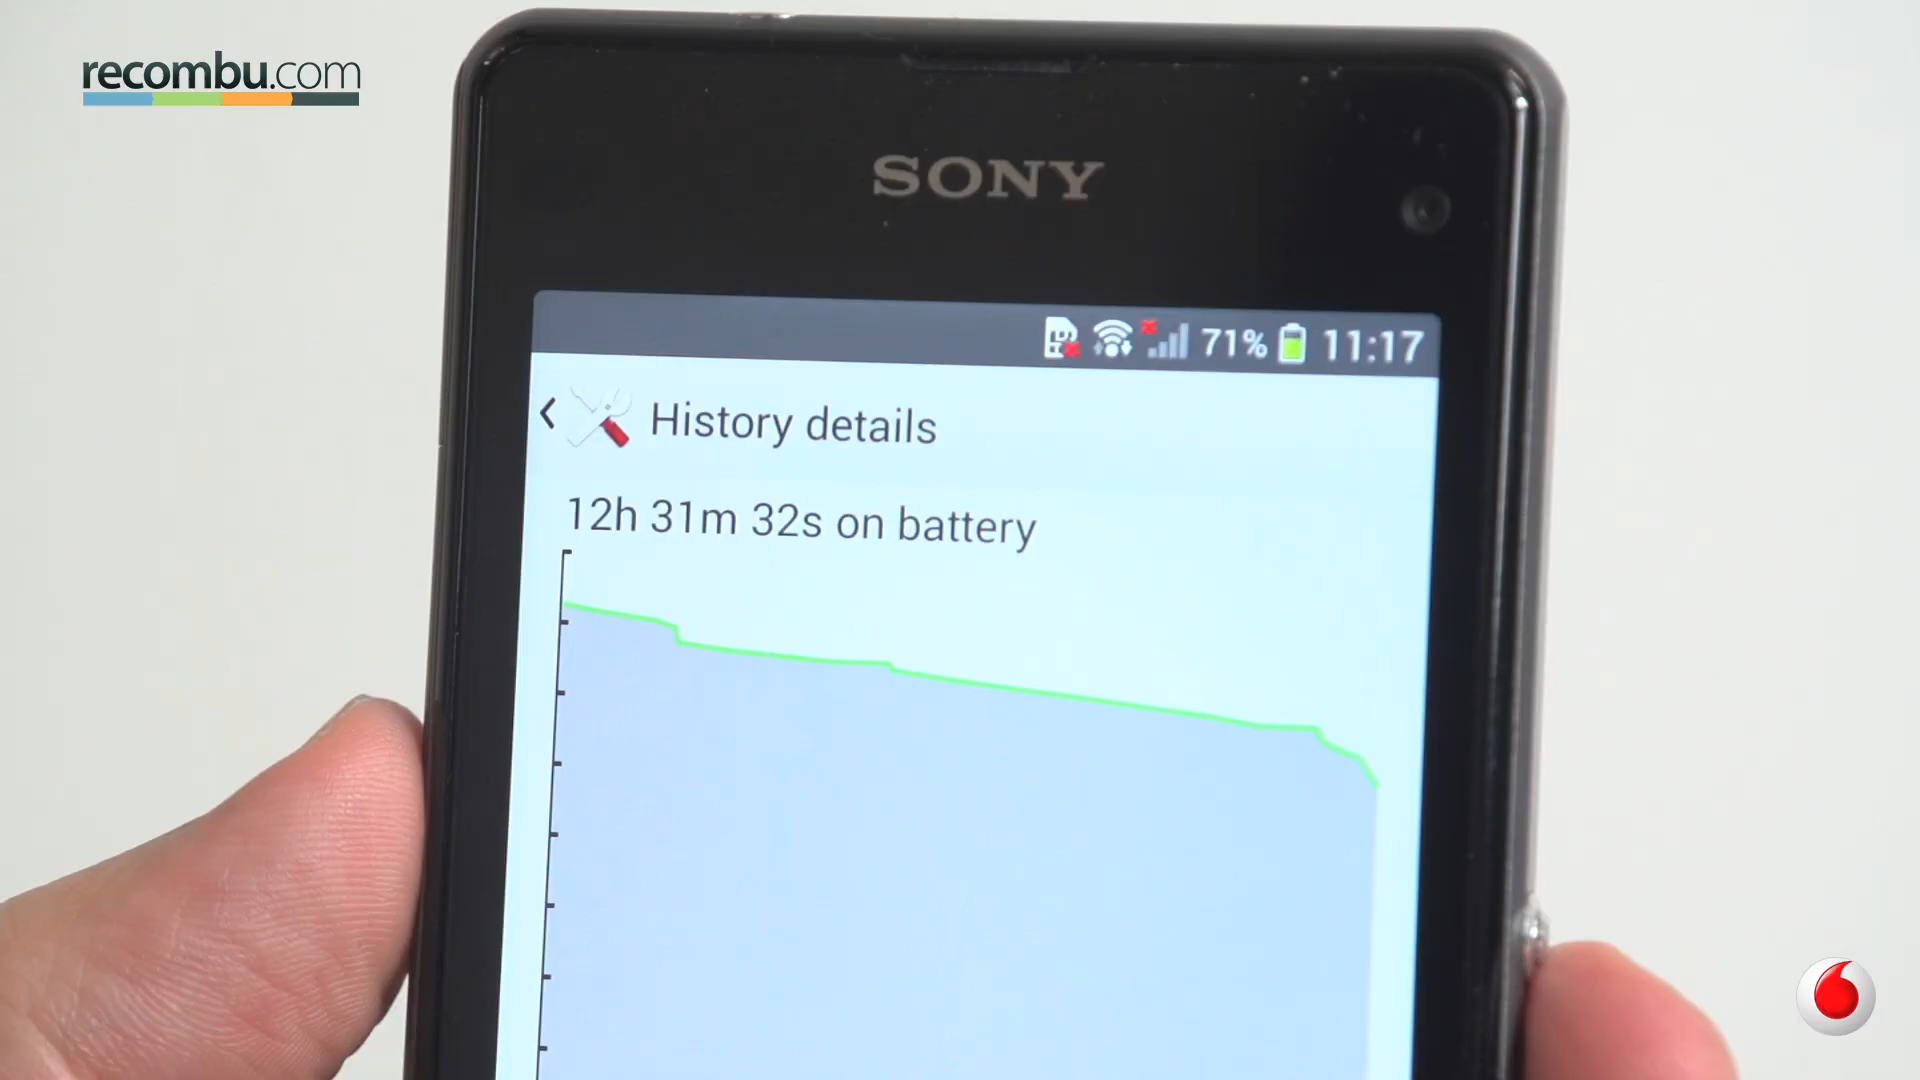 recombu.com
SONY
71% 11:17
History details
12h 31m 32s on battery